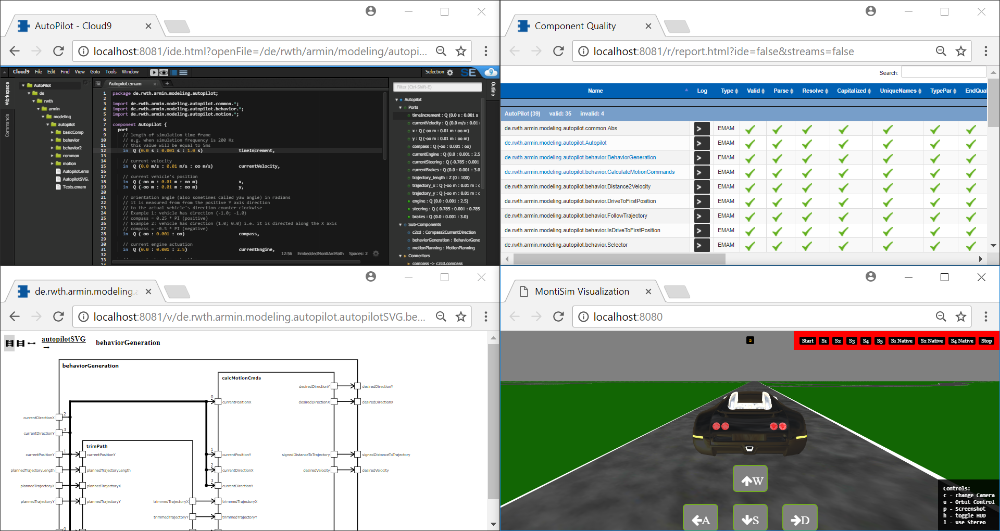 AutoPilot - Cloud9
localhost:8081/ide.html?openFile=/de/rwth/armin/modeling/autopi...
Cloud9 File Edit Find View Goto Tools Window
Selection
SE
9
Workspace
Commands
AutoPilot
de
rwth
armin
modeling
autopilot
basicComp
behavior
behavior2
common
motion
Autopilot.ema
AutopilotSVG.
Tests.emam
Autopilot.emam
1 package de.rwth.armin.modeling.autopilot;
2
3 import de.rwth.armin.modeling.autopilot.common.*;
4 import de.rwth.armin.modeling.autopilot.behavior.*;
5 import de.rwth.armin.modeling.autopilot.motion.*;
6
7 component Autopilot {
8 port
9 // length of simulation time frame
10 // e.g. when simulation frequency is 200 Hz
11 // this value will be equal to 5ms
12 in Q (0.0 s : 0.001 s : 1.0 s) timeIncrement,
13
14 // current velocity
15 in Q (0.0 m/s : 0.01 m/s : oo m/s) currentVelocity,
16
17 // current vehicle's position
18 in Q (-oo m : 0.01 m : oo m) x,
19 in Q (-oo m : 0.01 m : oo m) y,
20
21 // orientation angle (also sometimes called yaw angle) in radians
22 // it is measured from from the positive Y axis direction
23 // to the actual vehicle's direction counter-clockwise
24 // Example 1: vehicle has direction (-1.0; -1.0)
25 // compass = 0.25 * PI (positive)
26 // Example 2: vehicle has direction (1.0; 0.0) i.e. it is directed along the X axis
27 // compass = -0.5 * PI (negative)
28 in Q (-oo : 0.001 : oo) compass,
29
30 // current engine actuation
31 in Q (0.0 : 0.001 : 2.5) currentEngine,
32
33
34
12:56 EmbeddedMontiArcMath Spaces: 2
Filter (Ctrl-Shift-E)
Outline
Autopilot
Ports
timeIncrement : Q (0.0 s : 0.001 s
currentVelocity : Q (0.0 m/s : 0.01
x : Q (-oo m : 0.01 m : oo m)
y : Q (-oo m : 0.01 m : oo m)
compass : Q (-oo : 0.001 : oo)
currentEngine : Q (0.0 : 0.001 : 2.5
currentSteering : Q (-0.785 : 0.001
currentBrakes : Q (0.0 : 0.001 : 3.0
trajectory_length : Z (0 : 100)
trajectory_x : Q (-oo m : 0.01 m : c
trajectory_y : Q (-oo m : 0.01 m : c
engine : Q (0.0 : 0.001 : 2.5)
steering : Q (-0.785 : 0.001 : 0.785
brakes : Q (0.0 : 0.001 : 3.0)
Sub-Components
c2cd : Compass2CurrentDirection
behaviorGeneration : BehaviorGene
motionPlanning : MotionPlanning
Connectors
compass -> c2cd.compass
Component Quality
localhost:8081/r/report.html?ide=false&streams=false
Search:
Name Log Type Valid Parse Resolve Capitalized UniqueNames TypePar EndQual
AutoPilot (39) valid: 35 invalid: 4
de.rwth.armin.modeling.autopilot.common.Abs > EMAM
de.rwth.armin.modeling.autopilot.Autopilot > EMAM
de.rwth.armin.modeling.autopilot.behavior.BehaviorGeneration > EMAM
de.rwth.armin.modeling.autopilot.behavior.CalculateMotionCommands > EMAM
de.rwth.armin.modeling.autopilot.behavior.Distance2Velocity > EMAM
de.rwth.armin.modeling.autopilot.behavior.DriveToFirstPosition > EMAM
de.rwth.armin.modeling.autopilot.behavior.FollowTrajectory > EMAM
de.rwth.armin.modeling.autopilot.behavior.IsDriveToFirstPosition > EMAM
de.rwth.armin.modeling.autopilot.behavior.Selector > EMAM
de.rwth.armin.modeling.a
localhost:8081/v/de.rwth.armin.modeling.autopilot.autopilotSVG.be...
autopilotSVG → behaviorGeneration
behaviorGeneration
calcMotionCmds
desiredDirectionY desiredDirectionY
0 currentPositionX desiredDirectionX desiredDirectionX
currentDirectionX 2
currentDirectionY 3
trimPath
currentPositionY 1 currentPositionY 1 currentPositionY signedDistanceToTrajectory signedDistanceToTrajectory
plannedTrajectoryLength plannedTrajectoryLength 2 currentDirectionX desiredVelocity desiredVelocity
plannedTrajectoryX plannedTrajectoryX 3 currentDirectionY
plannedTrajectoryY plannedTrajectoryY trimmedTrajectoryX trimmedTrajectoryX
trimmedTrajectoryY trimmedTrajectoryY
0
MontiSim Visualization
localhost:8080
2
Start S1 S2 S3 S4 S5 S1 Native S2 Native S4 Native Stop
W
A S D
Controls:
c - change Camera
u - Orbit Control
p - Screenshot
h - toggle HUD
l - use Stereo